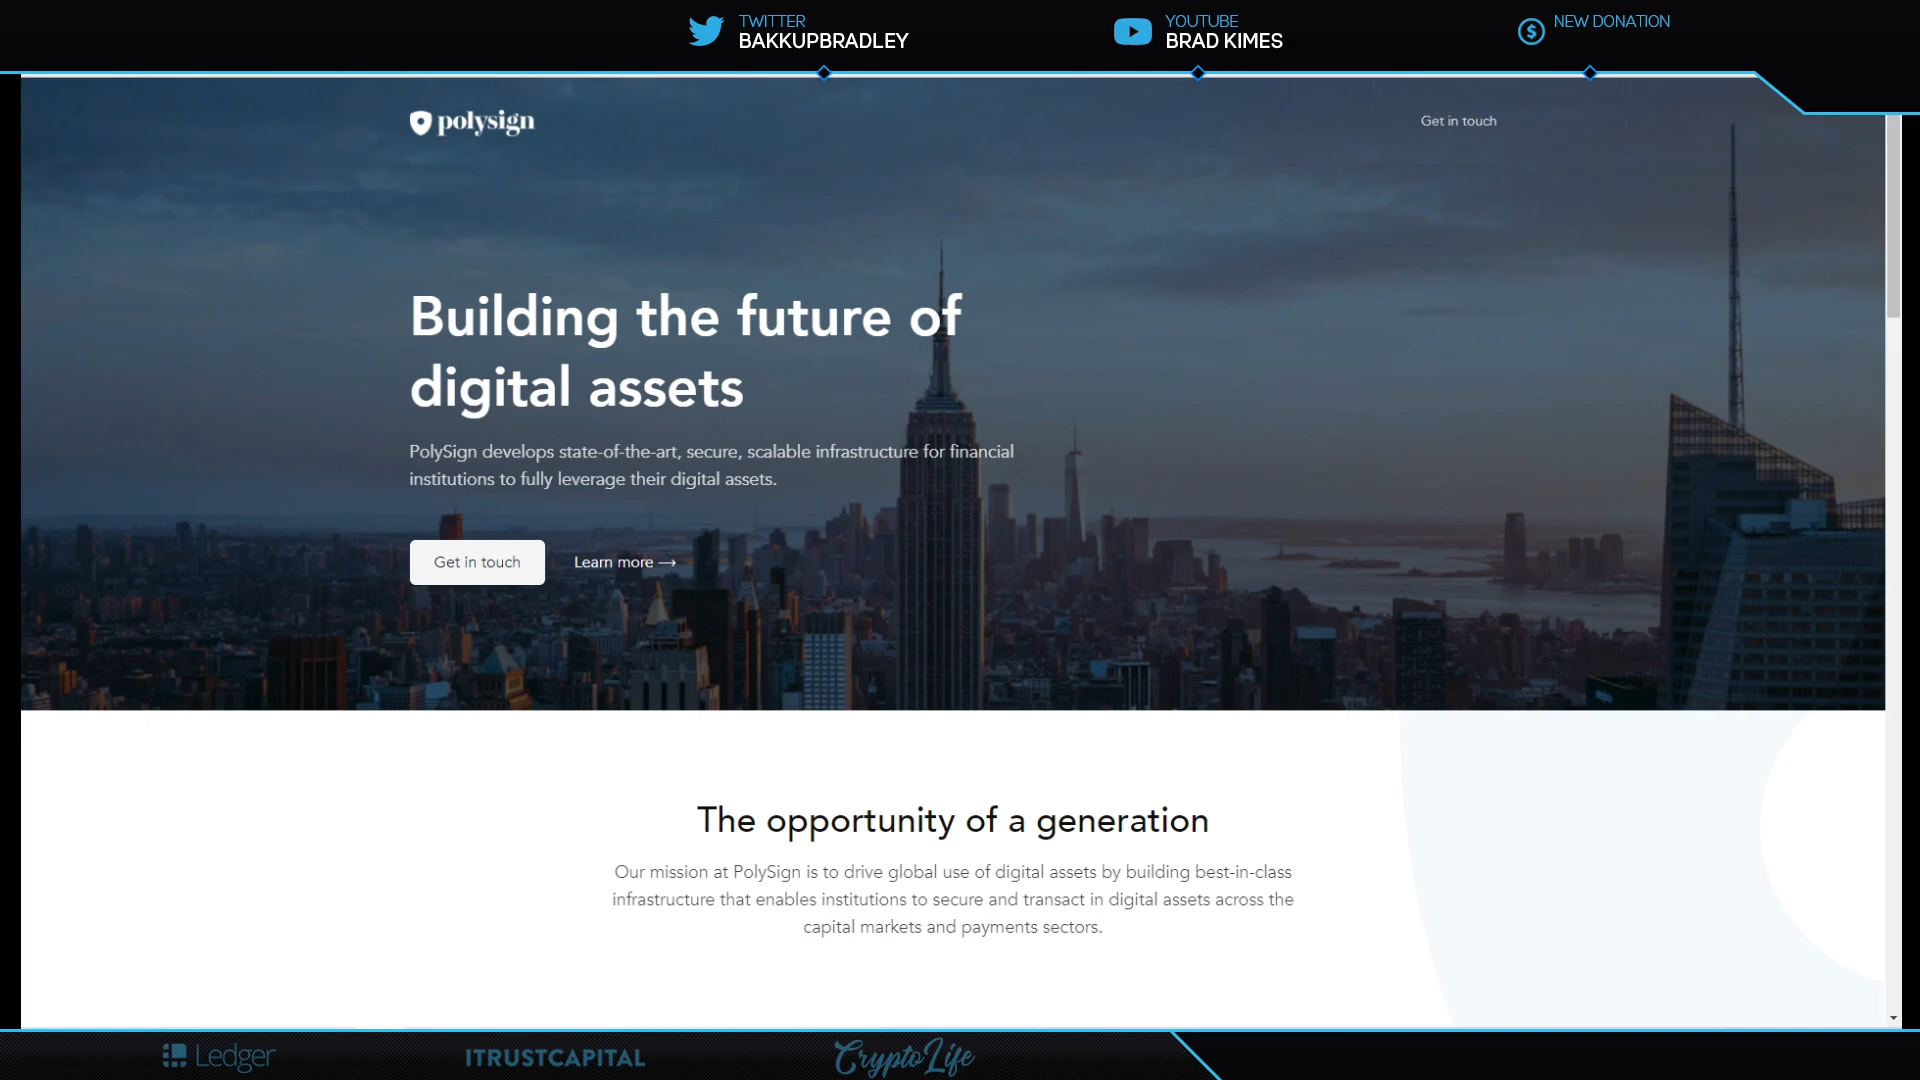 TWITTER
BAKKUPBRADLEY
YOUTUBE
BRAD KIMES
NEW DONATION
polysign
Get in touch
Building the future of
digital assets
PolySign develops state-of-the-art, secure, scalable infrastructure for financial
institutions to fully leverage their digital assets.
Get in touch
Learn more →
The opportunity of a generation
Our mission at PolySign is to drive global use of digital assets by building best-in-class
infrastructure that enables institutions to secure and transact in digital assets across the
capital markets and payments sectors.
Ledger
ITRUSTCAPITAL
CryptoLife